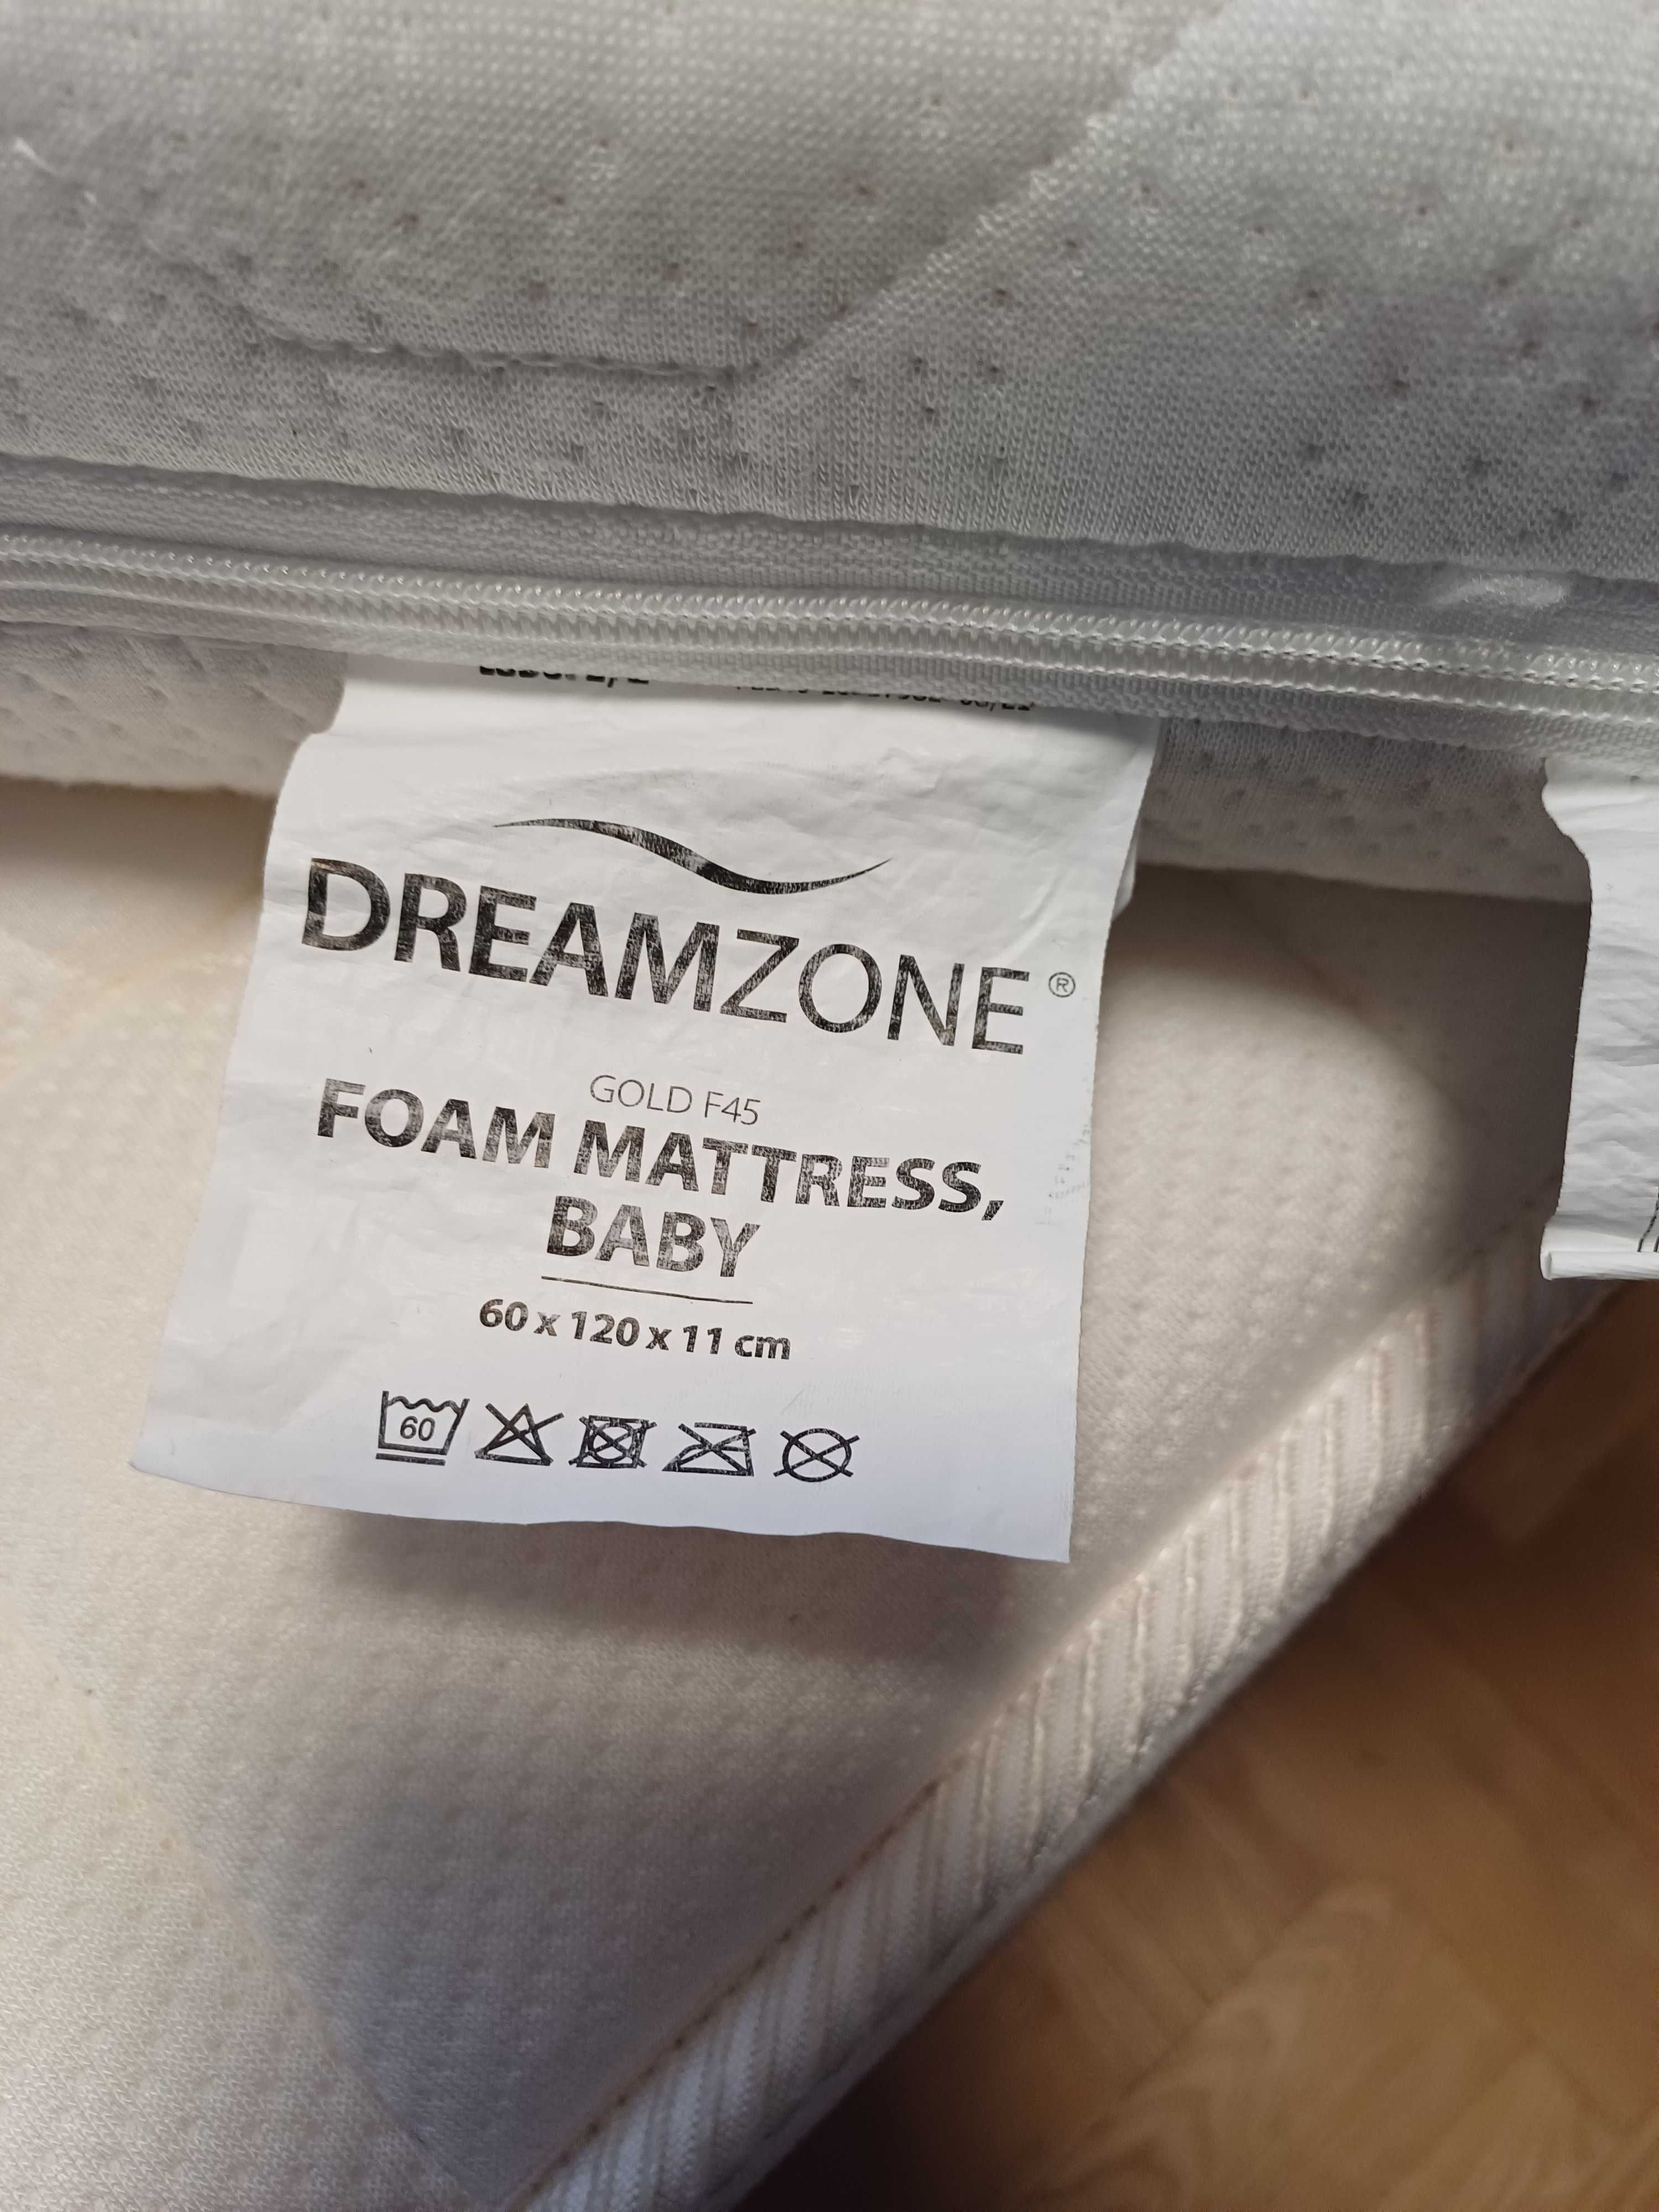 DREAMZONE®
GOLD F45
FOAM MATTRESS,
BABY
60 x 120 x 11 cm
60